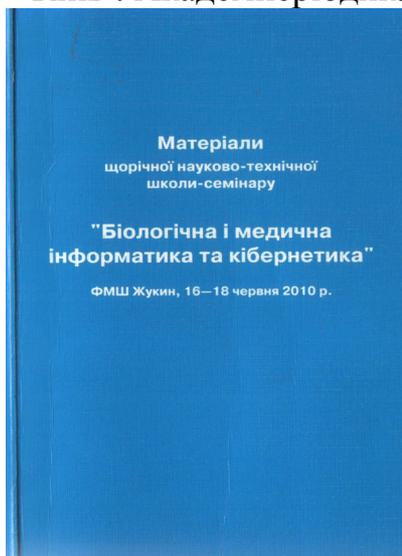 Матеріали
щорічної науково-технічної
школи-семінару
"Біологічна і медична
інформатика та кібернетика"
ФМШ Жукин, 16—18 червня 2010 р.